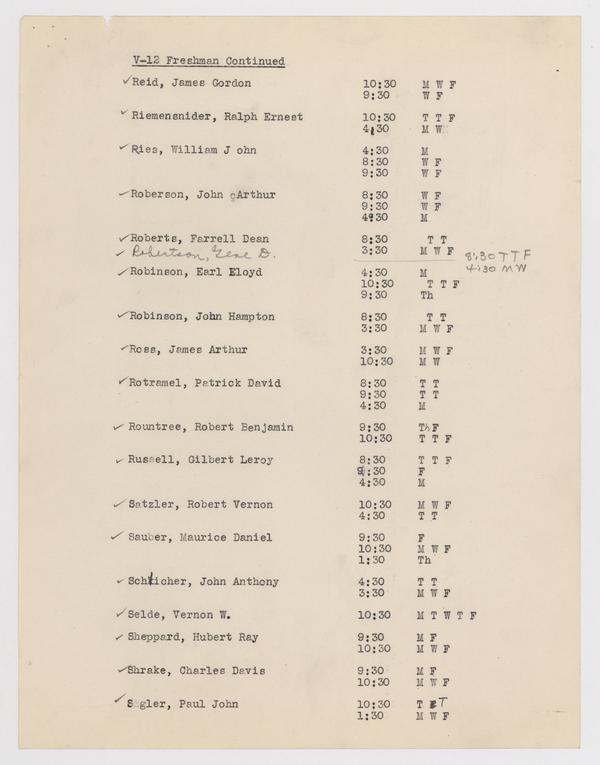 V-12 Freshman Continued
✓Reid, James Gordon 10:30 M W F
9:30 W F
✓Riemensnider, Ralph Ernest 10:30 T T F
4:30 M W
✓Ries, William J ohn 4:30 M
8:30 W F
9:30 W F
✓Roberson, John Arthur 8:30 W F
9:30 W F
4:30 M
✓Roberts, Farrell Dean 8:30 T T
3:30 M W F
✓Robertson, Gene D. 8:30 T T F
4:30 M W
✓Robinson, Earl Eloyd 4:30 M
10:30 T T F
9:30 Th
✓Robinson, John Hampton 8:30 T T
3:30 M W F
✓Ross, James Arthur 3:30 M W F
10:30 M W
✓Rotramel, Patrick David 8:30 T T
9:30 T T
4:30 M
✓Rountree, Robert Benjamin 9:30 Th F
10:30 T T F
✓Russell, Gilbert Leroy 8:30 T T F
9:30 F
4:30 M
✓Satzler, Robert Vernon 10:30 M W F
4:30 T T
✓Sauber, Maurice Daniel 9:30 F
10:30 M W F
1:30 Th
✓Schlicher, John Anthony 4:30 T T
3:30 M W F
✓Selde, Vernon W. 10:30 M T W T F
✓Sheppard, Hubert Ray 9:30 M F
10:30 M W F
✓Shrake, Charles Davis 9:30 M F
10:30 M W F
✓Sigler, Paul John 10:30 T T
1:30 M W F